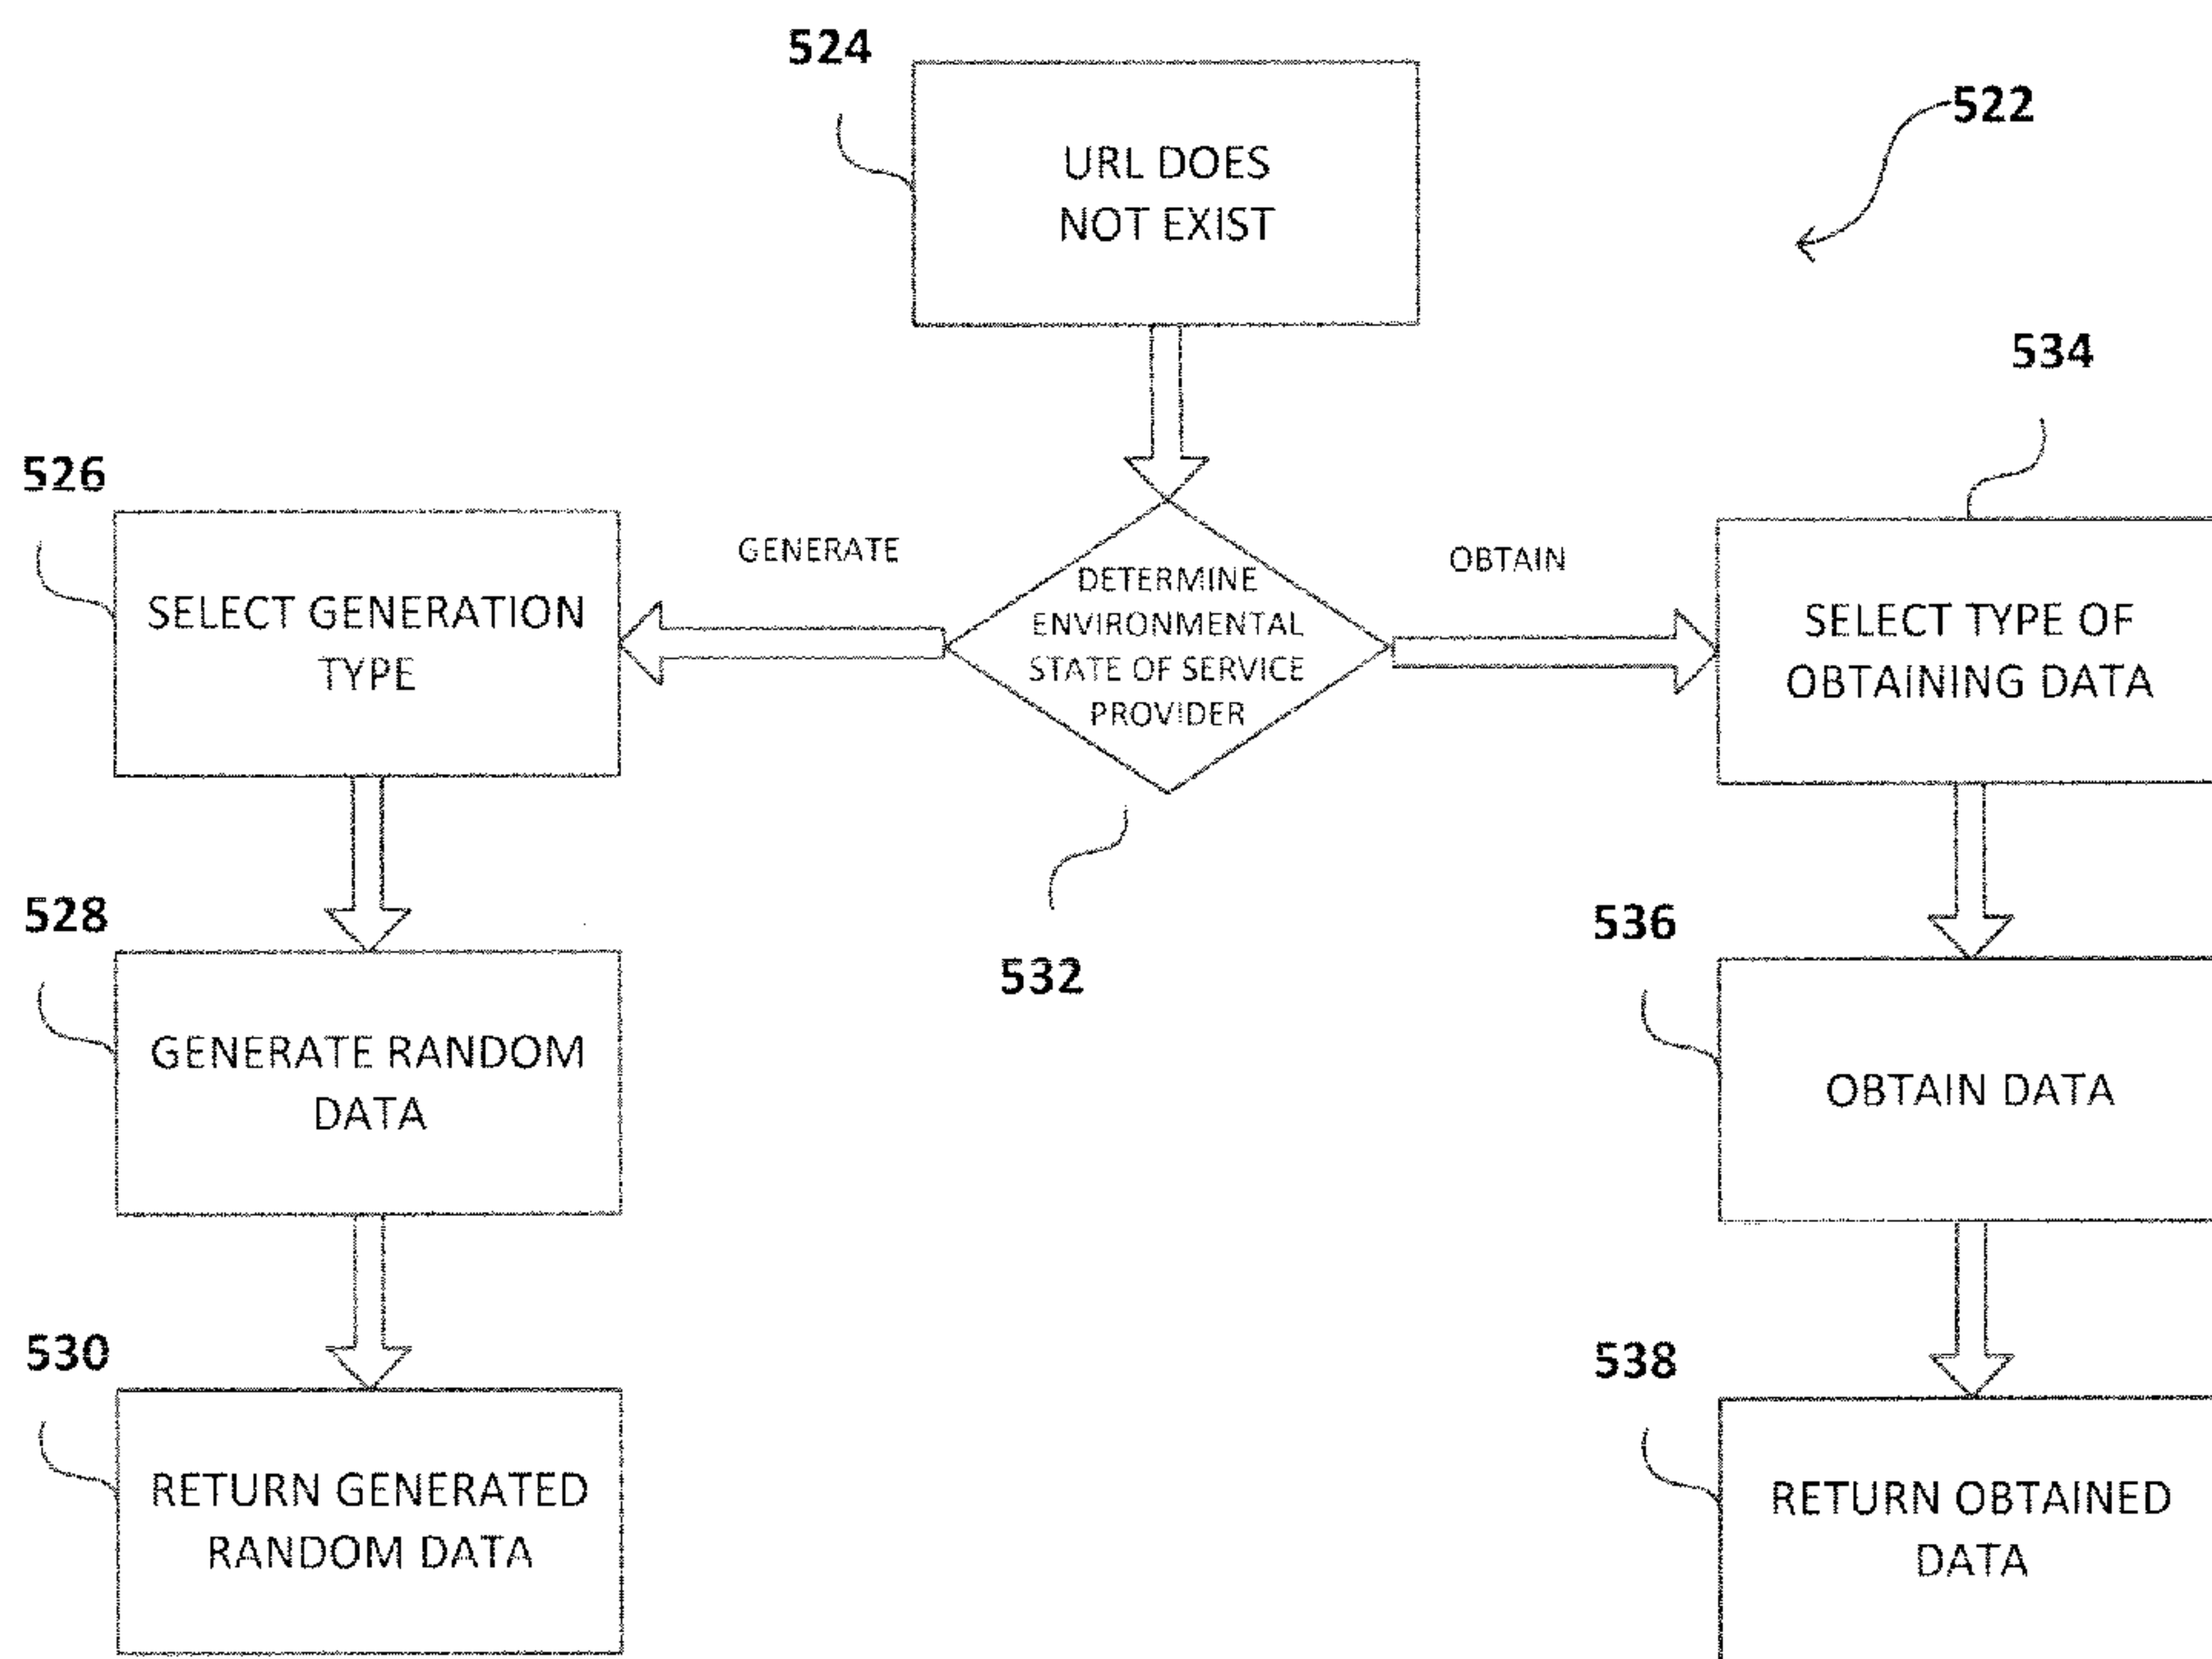 524
URL DOES
NOT EXIST
522
534
526
GENERATE
OBTAIN
SELECT GENERATION
TYPE
DETERMINE
ENVIRONMENTAL
STATE OF SERVICE
PROVIDER
SELECT TYPE OF
OBTAINING DATA
528
532
536
GENERATE RANDOM
DATA
OBTAIN DATA
530
538
RETURN GENERATED
RANDOM DATA
RETURN OBTAINED
DATA